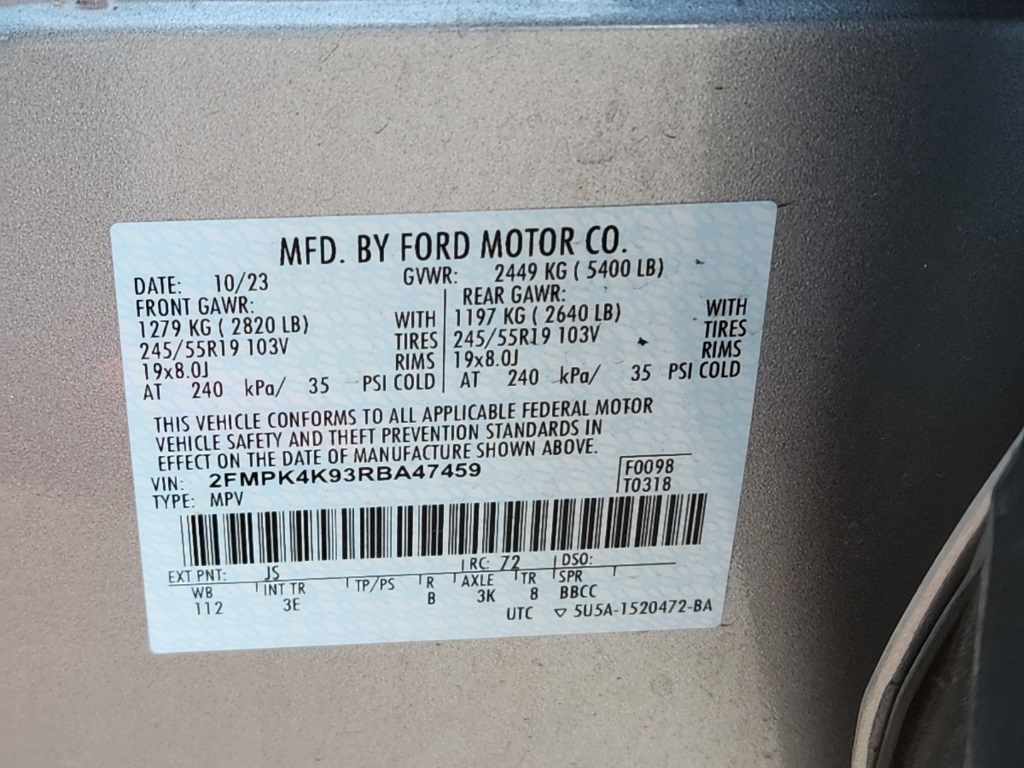 MFD. BY FORD MOTOR CO.
DATE: 10/23 GVWR: 2449 KG ( 5400 LB)
FRONT GAWR: REAR GAWR:
1279 KG ( 2820 LB) WITH 1197 KG ( 2640 LB) WITH
245/55R19 103V TIRES 245/55R19 103V TIRES
19x8.0J RIMS 19x8.0J RIMS
AT 240 kPa/ 35 PSI COLD AT 240 kPa/ 35 PSI COLD
THIS VEHICLE CONFORMS TO ALL APPLICABLE FEDERAL MOTOR
VEHICLE SAFETY AND THEFT PREVENTION STANDARDS IN
EFFECT ON THE DATE OF MANUFACTURE SHOWN ABOVE.
VIN: 2FMPK4K93RBA47459 F0098
TYPE: MPV T0318
EXT PNT: JS RC: 72 DSO:
WB INT TR TP/PS R AXLE TR SPR
112 3E B 3K 8 BBCC
UTC ▽ 5U5A-1520472-BA